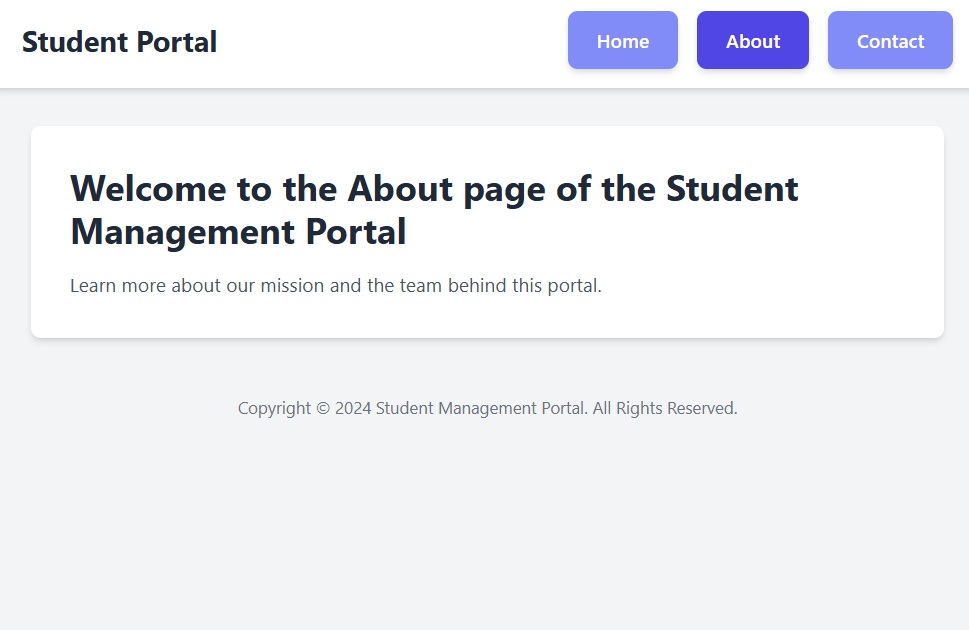 Student Portal
Home
About
Contact
Welcome to the About page of the Student
Management Portal
Learn more about our mission and the team behind this portal.
Copyright © 2024 Student Management Portal. All Rights Reserved.